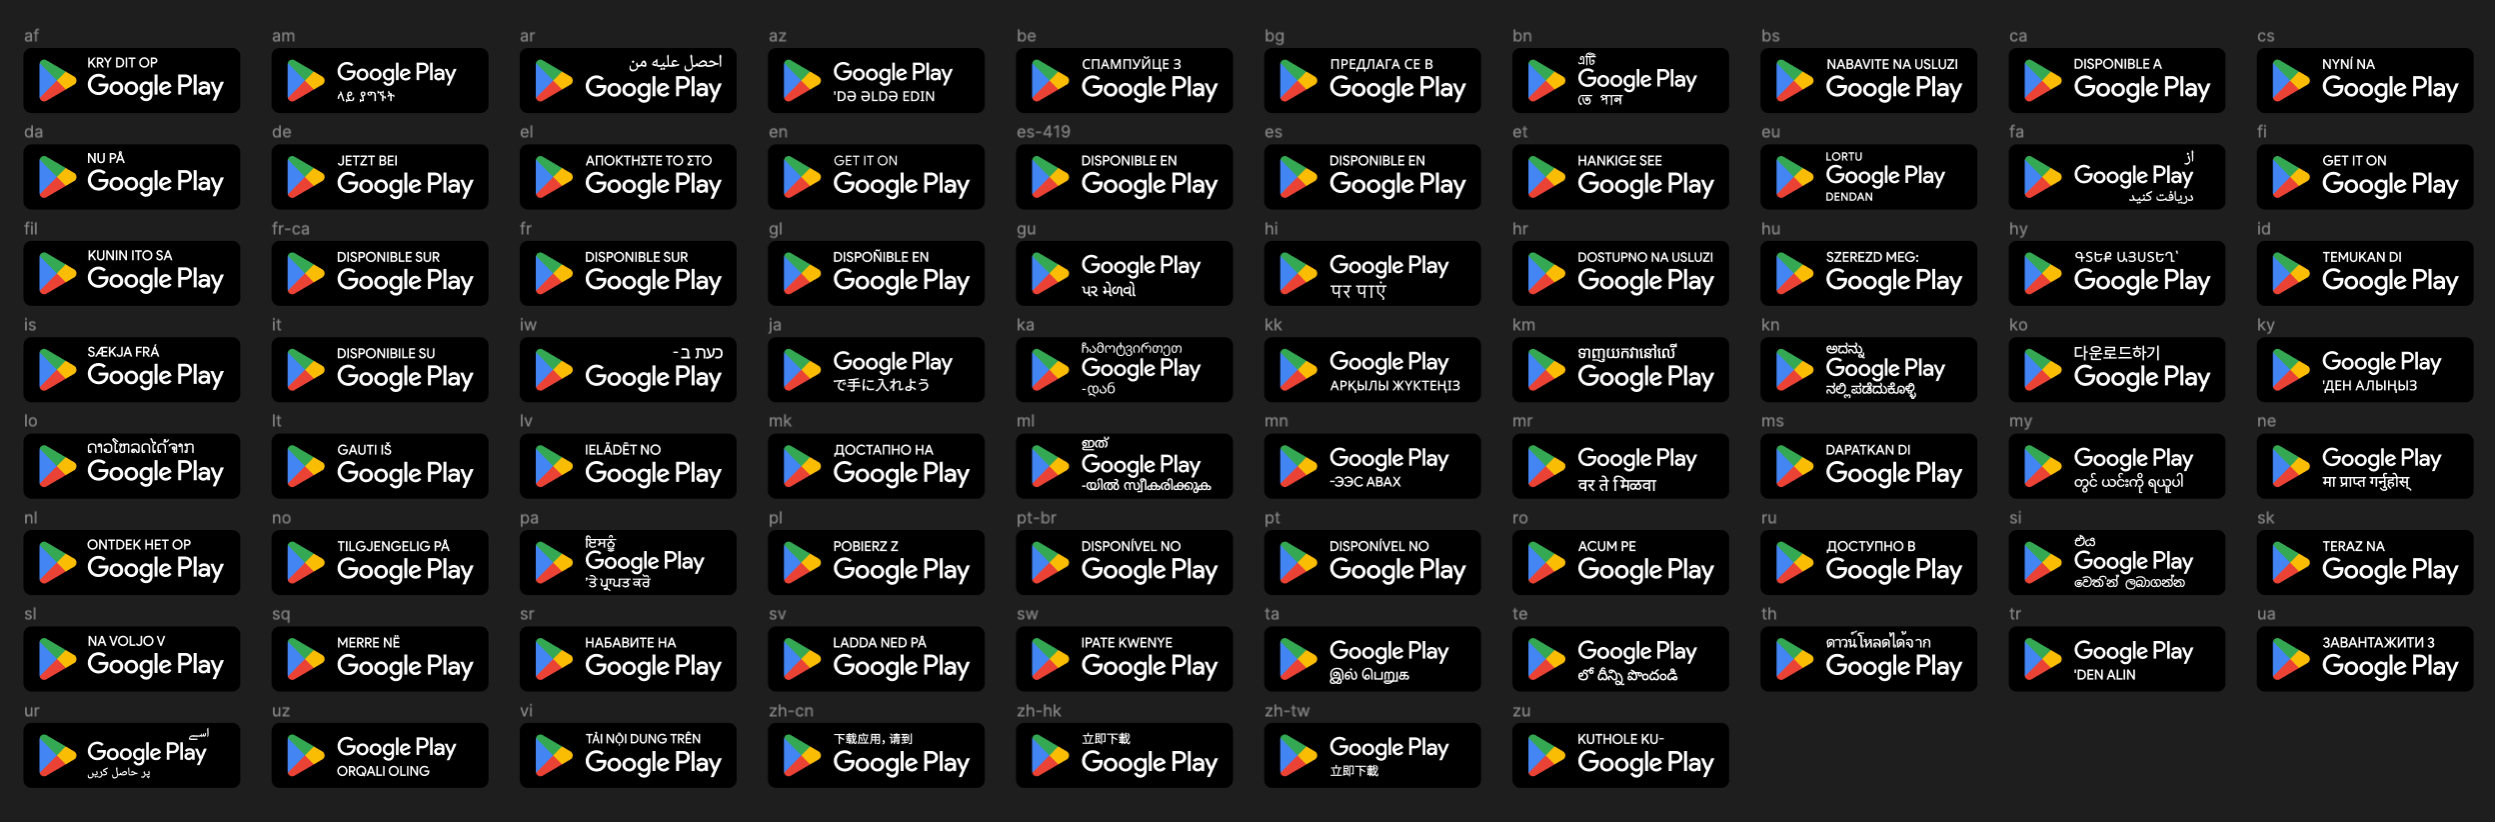 af
KRY DIT OP
Google Play
am
Google Play
ላይ ያግኙት
ar
احصل عليه من
Google Play
az
Google Play
'DƏ ƏLDƏ EDIN
be
СПАМПУЙЦЕ З
Google Play
bg
ПРЕДЛАГА СЕ В
Google Play
bn
এটি
Google Play
তে পান
bs
NABAVITE NA USLUZI
Google Play
ca
DISPONIBLE A
Google Play
cs
NYNÍ NA
Google Play
da
NU PÅ
Google Play
de
JETZT BEI
Google Play
el
ΑΠΟΚΤΗΣΤΕ ΤΟ ΣΤΟ
Google Play
en
GET IT ON
Google Play
es-419
DISPONIBLE EN
Google Play
es
DISPONIBLE EN
Google Play
et
HANKIGE SEE
Google Play
eu
LORTU
Google Play
DENDAN
fa
از
Google Play
دریافت کنید
fi
GET IT ON
Google Play
fil
KUNIN ITO SA
Google Play
fr-ca
DISPONIBLE SUR
Google Play
fr
DISPONIBLE SUR
Google Play
gl
DISPOÑIBLE EN
Google Play
gu
Google Play
પર મેળવો
hi
Google Play
पर पाएं
hr
DOSTUPNO NA USLUZI
Google Play
hu
SZEREZD MEG:
Google Play
hy
ԳՏԵՔ ԱՅՍՏԵՂ՝
Google Play
id
TEMUKAN DI
Google Play
is
SÆKJA FRÁ
Google Play
it
DISPONIBILE SU
Google Play
iw
כעת ב-
Google Play
ja
Google Play
で手に入れよう
ka
ჩამოტვირთეთ
Google Play
-დან
kk
Google Play
АРҚЫЛЫ ЖҮКТЕҢІЗ
km
ទាញយកវានៅលើ
Google Play
kn
ಅದನ್ನು
Google Play
ನಲ್ಲಿ ಪಡೆದುಕೊಳ್ಳಿ
ko
다운로드하기
Google Play
ky
Google Play
'ДЕН АЛЫҢЫЗ
lo
ດາວໂຫລດໄດ້ຈາກ
Google Play
lt
GAUTI IŠ
Google Play
lv
IELĀDĒT NO
Google Play
mk
ДОСТАПНО НА
Google Play
ml
ഇത്
Google Play
-യിൽ സ്വീകരിക്കുക
mn
Google Play
-ЭЭС АВАХ
mr
Google Play
वर ते मिळवा
ms
DAPATKAN DI
Google Play
my
Google Play
တွင် ယင်းကို ရယူပါ
ne
Google Play
मा प्राप्त गर्नुहोस्
nl
ONTDEK HET OP
Google Play
no
TILGJENGELIG PÅ
Google Play
pa
ਇਸਨੂੰ
Google Play
'ਤੇ ਪ੍ਰਾਪਤ ਕਰੋ
pl
POBIERZ Z
Google Play
pt-br
DISPONÍVEL NO
Google Play
pt
DISPONÍVEL NO
Google Play
ro
ACUM PE
Google Play
ru
ДОСТУПНО В
Google Play
si
එය
Google Play
වෙතින් ලබාගන්න
sk
TERAZ NA
Google Play
sl
NA VOLJO V
Google Play
sq
MERRE NË
Google Play
sr
НАБАВИТЕ НА
Google Play
sv
LADDA NED PÅ
Google Play
sw
IPATE KWENYE
Google Play
ta
Google Play
இல் பெறுக
te
Google Play
లో దీన్ని పొందండి
th
ดาวน์โหลดได้จาก
Google Play
tr
Google Play
'DEN ALIN
ua
ЗАВАНТАЖИТИ З
Google Play
ur
اسے
Google Play
پر حاصل کریں
uz
Google Play
ORQALI OLING
vi
TẢI NỘI DUNG TRÊN
Google Play
zh-cn
下载应用，请到
Google Play
zh-hk
立即下載
Google Play
zh-tw
Google Play
立即下載
zu
KUTHOLE KU-
Google Play